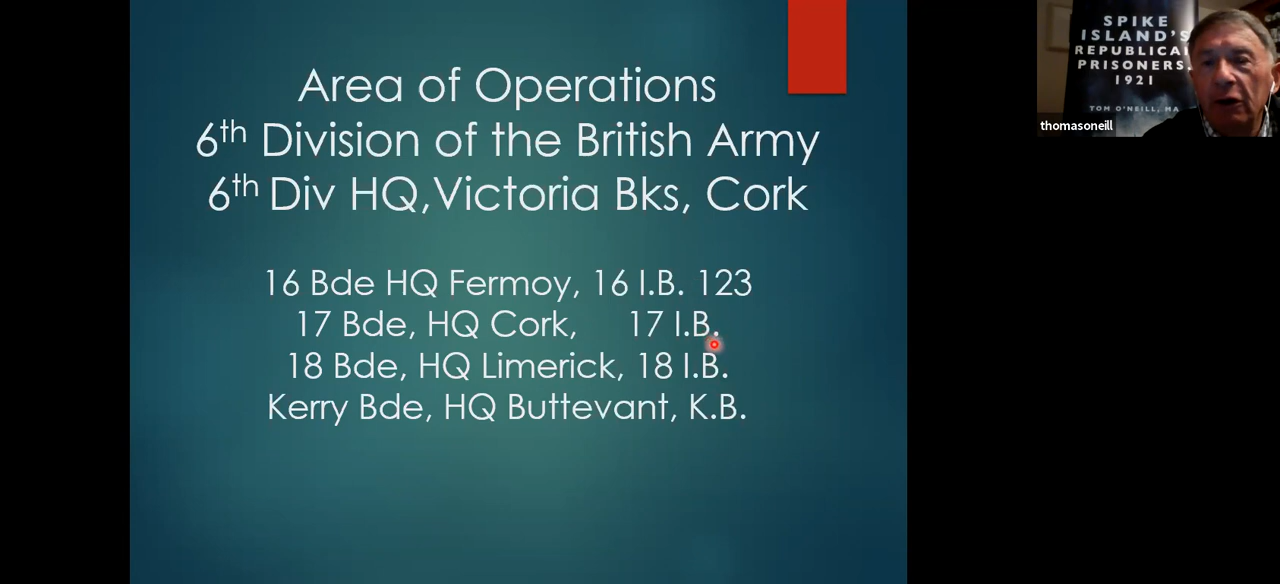 Area of Operations
6th Division of the British Army
6th Div HQ,Victoria Bks, Cork
16 Bde HQ Fermoy, 16 I.B. 123
17 Bde, HQ Cork, 17 I.B.
18 Bde, HQ Limerick, 18 I.B.
Kerry Bde, HQ Buttevant, K.B.
SPIKE
ISLAND'S
REPUBLICAN
PRISONERS.
1921
TOM O'NEILL, MA
thomasoneill